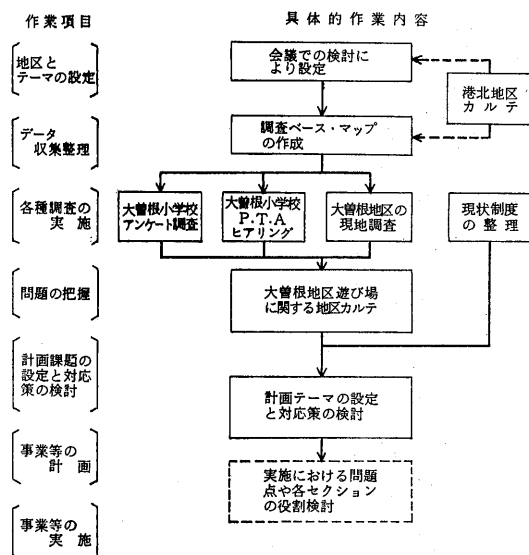 作業項目
具体的作業内容
地区と
テーマの設定
会議での検討に
より設定
港北地区
カルテ
データ
収集整理
調査ベース・マップ
の作成
各種調査の
実施
大曽根小学校
アンケート調査
大曽根小学校
P.T.A
ヒアリング
大曽根地区の
現地調査
現状制度
の整理
問題の把握
大曽根地区遊び場
に関する地区カルテ
計画課題の
設定と対応
策の検討
計画テーマの設定
と対応策の検討
事業等の
計画
実施における問題
点や各セクション
の役割検討
事業等の
実施